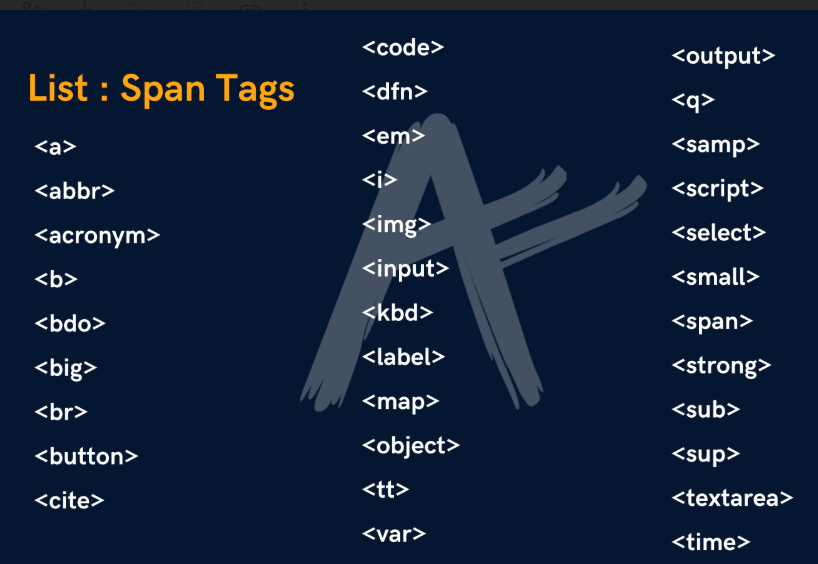 List : Span Tags
<a>
<abbr>
<acronym>
<b>
<bdo>
<big>
<br>
<button>
<cite>
<code>
<dfn>
<em>
<i>
<img>
<input>
<kbd>
<label>
<map>
<object>
<tt>
<var>
<output>
<q>
<samp>
<script>
<select>
<small>
<span>
<strong>
<sub>
<sup>
<textarea>
<time>